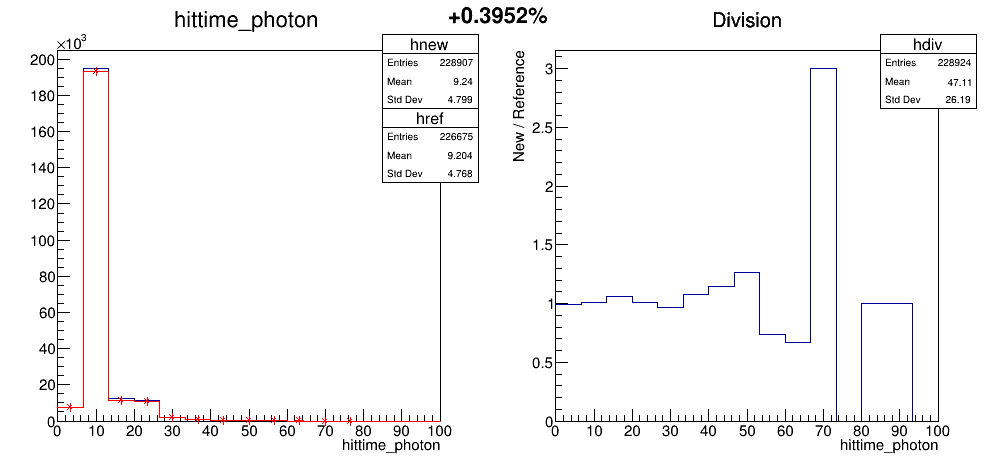 hittime_photon
+0.3952%
Division
×10³
hnew
Entries 228907
Mean 9.24
Std Dev 4.799
href
Entries 226675
Mean 9.204
Std Dev 4.768
200
180
160
140
120
100
80
60
40
20
0
0 10 20 30 40 50 60 70 80 90 100
hittime_photon
hdiv
Entries 228924
Mean 47.11
Std Dev 26.19
New / Reference
3
2.5
2
1.5
1
0.5
0
0 10 20 30 40 50 60 70 80 90 100
hittime_photon